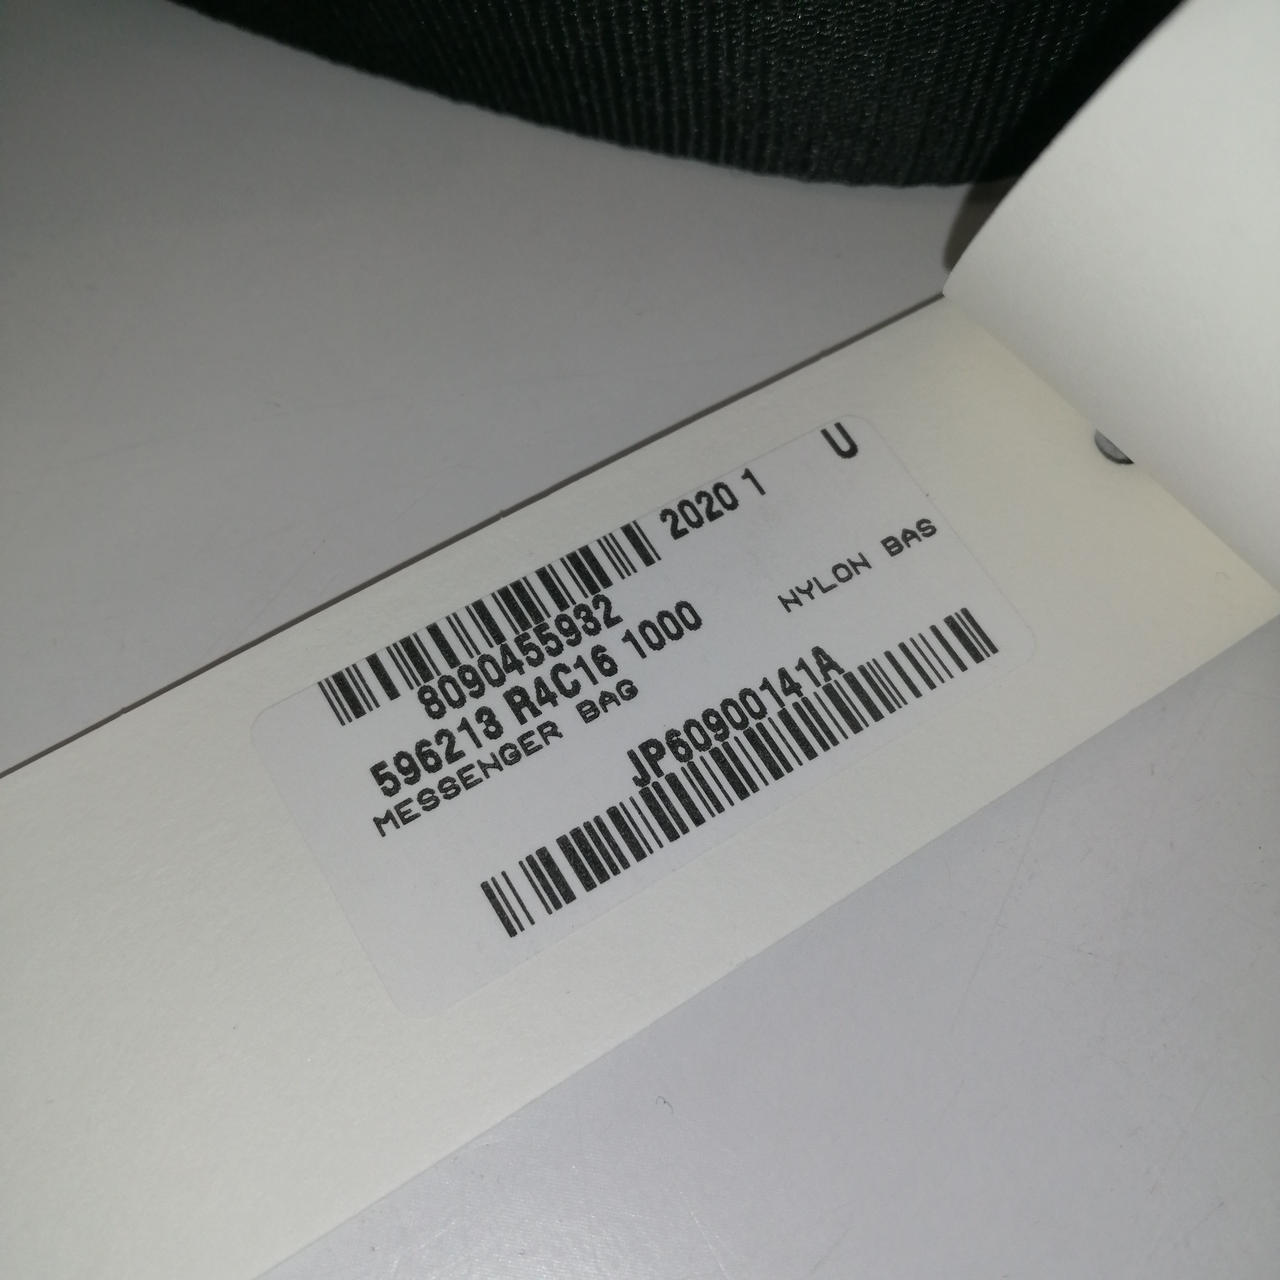 2020 1 U
8090455932
596213 R4C16 1000 NYLON BAS
MESSENGER BAG
JP60900141A